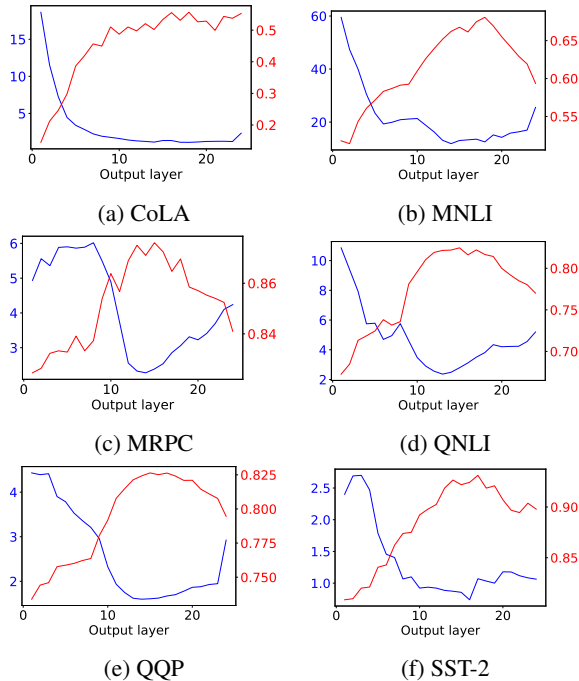 15
10
5
0.5
0.4
0.3
0.2
0 10 20
Output layer
(a) CoLA
60
40
20
0.65
0.60
0.55
0 10 20
Output layer
(b) MNLI
6
5
4
3
0.86
0.84
0 10 20
Output layer
(c) MRPC
10
8
6
4
2
0.80
0.75
0.70
0 10 20
Output layer
(d) QNLI
4
3
2
0.825
0.800
0.775
0.750
0 10 20
Output layer
(e) QQP
2.5
2.0
1.5
1.0
0.90
0.85
0 10 20
Output layer
(f) SST-2